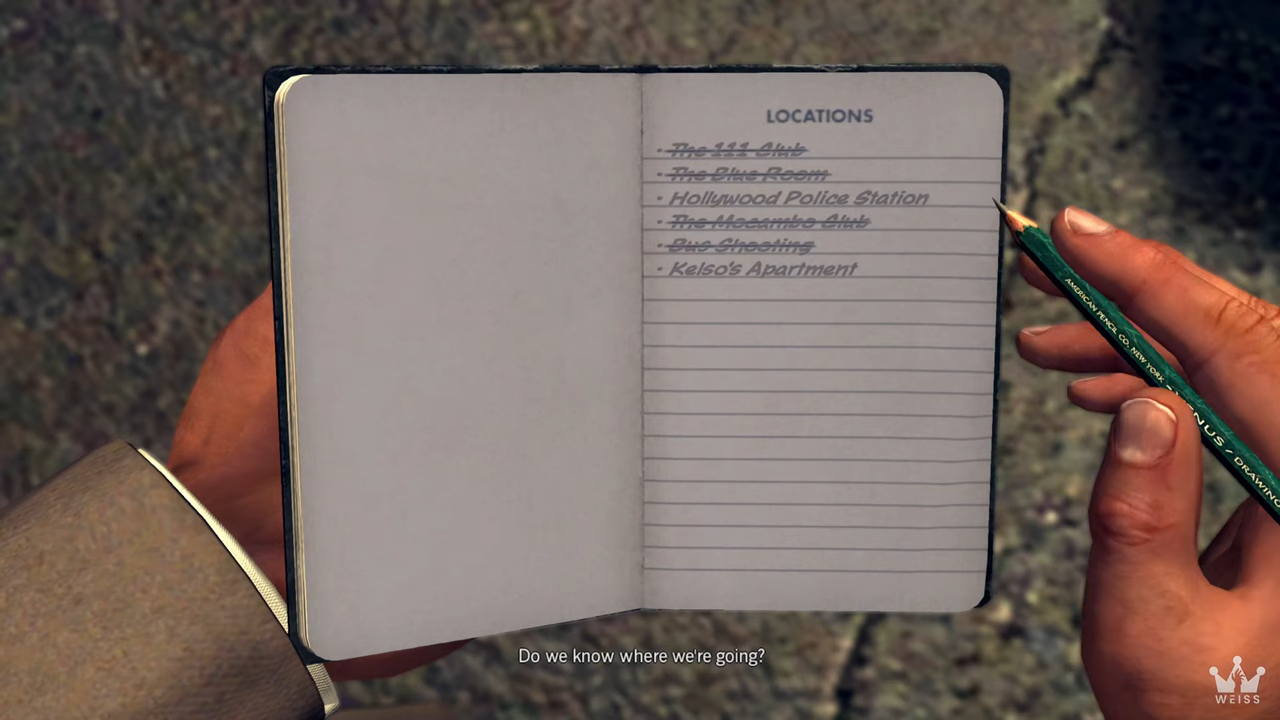 LOCATIONS
- The 111 Club
- The Blue Room
- Hollywood Police Station
- The Mocambo Club
- Bus Shooting
- Kelso's Apartment
AMERICAN PENCIL CO. NEW YORK
VENUS / DRAWING
Do we know where we're going?
WEISS